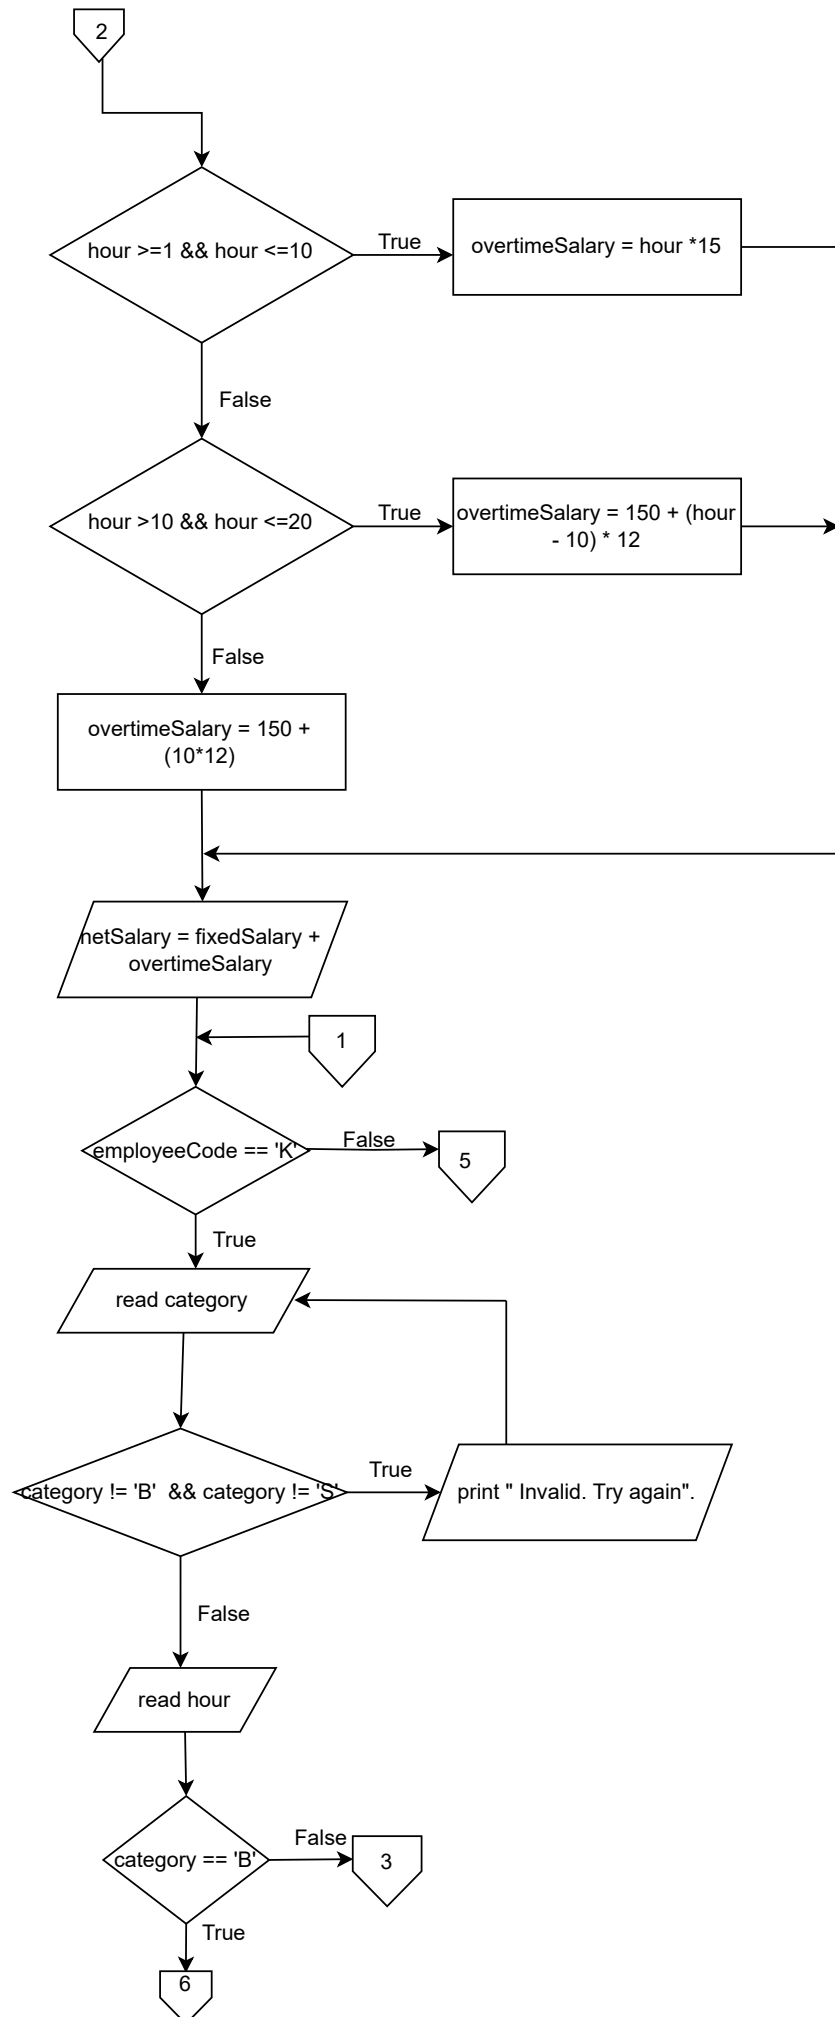 2
hour >=1 && hour <=10
True
overtimeSalary = hour *15
False
hour >10 && hour <=20
True
overtimeSalary = 150 + (hour
- 10) * 12
False
overtimeSalary = 150 +
(10*12)
netSalary = fixedSalary +
overtimeSalary
1
employeeCode == 'K'
False
5
True
read category
category != 'B'  && category != 'S'
True
print " Invalid. Try again".
False
read hour
category == 'B'
False
3
True
6